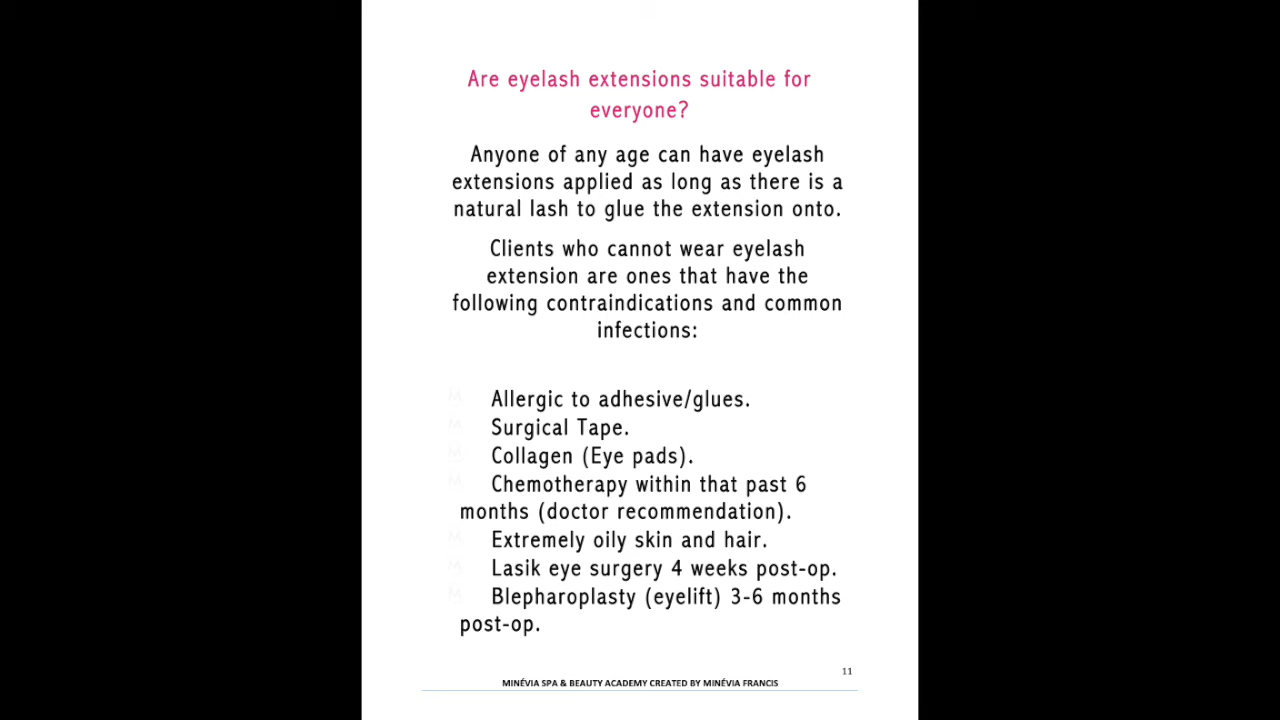 Are eyelash extensions suitable for
everyone?
Anyone of any age can have eyelash
extensions applied as long as there is a
natural lash to glue the extension onto.
Clients who cannot wear eyelash
extension are ones that have the
following contraindications and common
infections:
Allergic to adhesive/glues.
Surgical Tape.
Collagen (Eye pads).
Chemotherapy within that past 6
months (doctor recommendation).
Extremely oily skin and hair.
Lasik eye surgery 4 weeks post-op.
Blepharoplasty (eyelift) 3-6 months
post-op.
11
MINÉVIA SPA & BEAUTY ACADEMY CREATED BY MINÉVIA FRANCIS